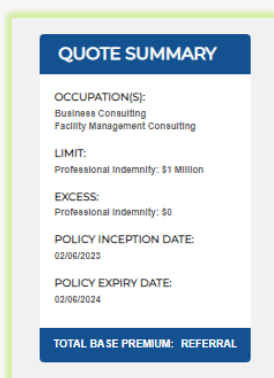 QUOTE SUMMARY
OCCUPATION(S):
Business Consulting
Facility Management Consulting
LIMIT:
Professional Indemnity: $1 Million
EXCESS:
Professional Indemnity: $0
POLICY INCEPTION DATE:
02/06/2023
POLICY EXPIRY DATE:
02/06/2024
TOTAL BASE PREMIUM: REFERRAL